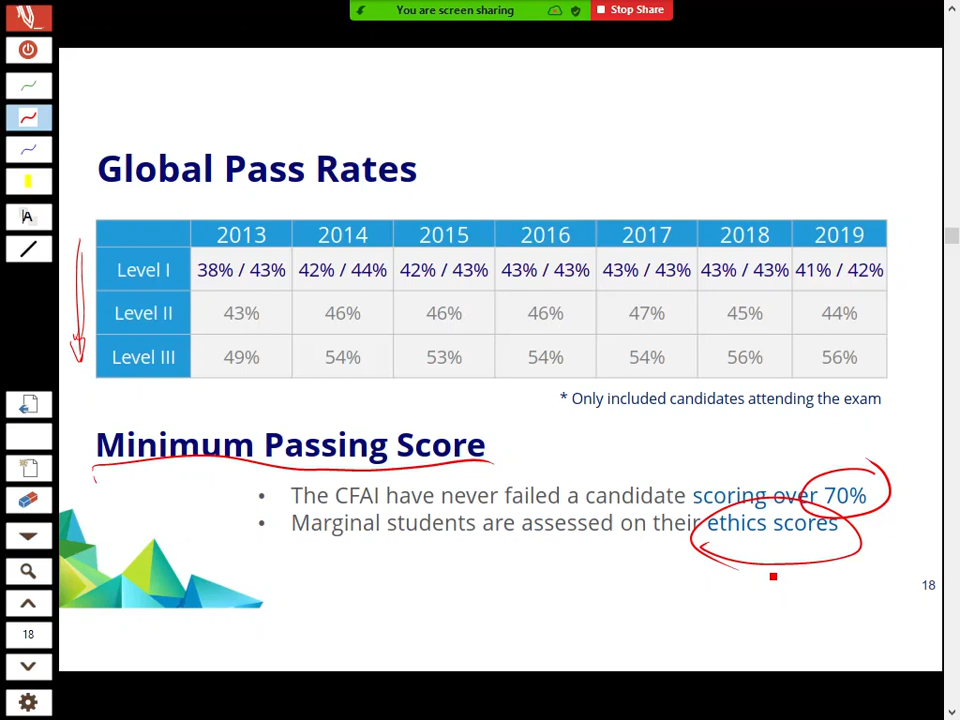 You are screen sharing
Stop Share
Global Pass Rates
2013 2014 2015 2016 2017 2018 2019
Level I 38% / 43% 42% / 44% 42% / 43% 43% / 43% 43% / 43% 43% / 43% 41% / 42%
Level II 43% 46% 46% 46% 47% 45% 44%
Level III 49% 54% 53% 54% 54% 56% 56%
* Only included candidates attending the exam
Minimum Passing Score
• The CFAI have never failed a candidate scoring over 70%
• Marginal students are assessed on their ethics scores
18
A
18